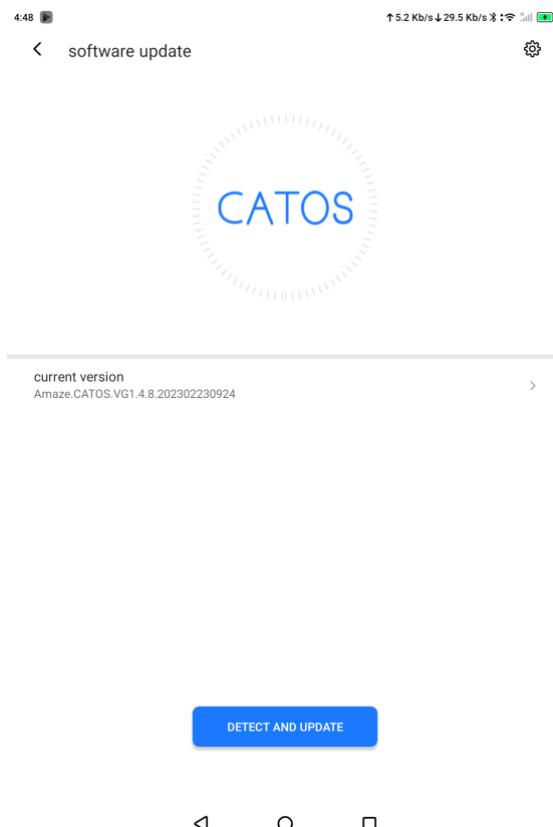 4:48
↑5.2 Kb/s↓29.5 Kb/s
software update
CATOS
current version
Amaze.CATOS.VG1.4.8.202302230924
DETECT AND UPDATE